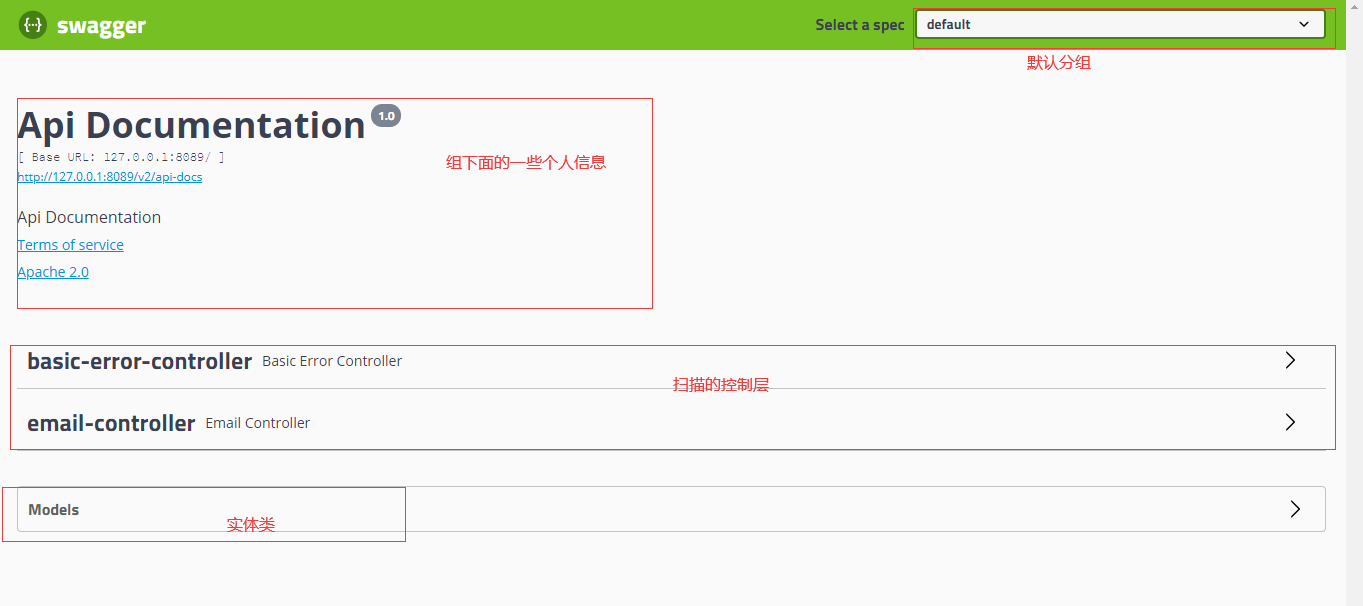 swagger
Select a spec
default
默认分组
Api Documentation 1.0
[ Base URL: 127.0.0.1:8089/ ]
组下面的一些个人信息
http://127.0.0.1:8089/v2/api-docs
Api Documentation
Terms of service
Apache 2.0
basic-error-controller Basic Error Controller
扫描的控制层
email-controller Email Controller
Models
实体类